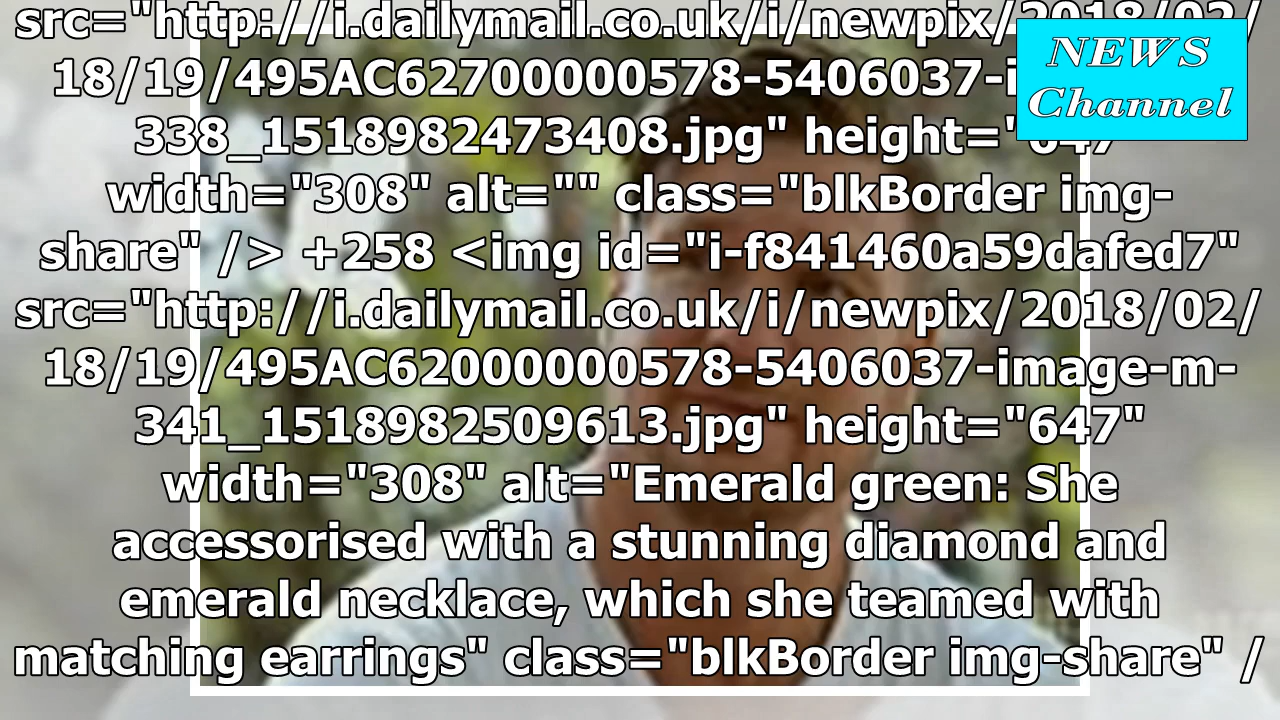 src="http://i.dailymail.co.uk/i/newpix/2018/02/
NEWS
Channel
18/19/495AC62700000578-5406037-i
338_1518982473408.jpg" height="647"
width="308" alt="" class="blkBorder img-
share" /> +258 <img id="i-f841460a59dafed7"
src="http://i.dailymail.co.uk/i/newpix/2018/02/
18/19/495AC62000000578-5406037-image-m-
341_1518982509613.jpg" height="647"
width="308" alt="Emerald green: She
accessorised with a stunning diamond and
emerald necklace, which she teamed with
matching earrings" class="blkBorder img-share" /